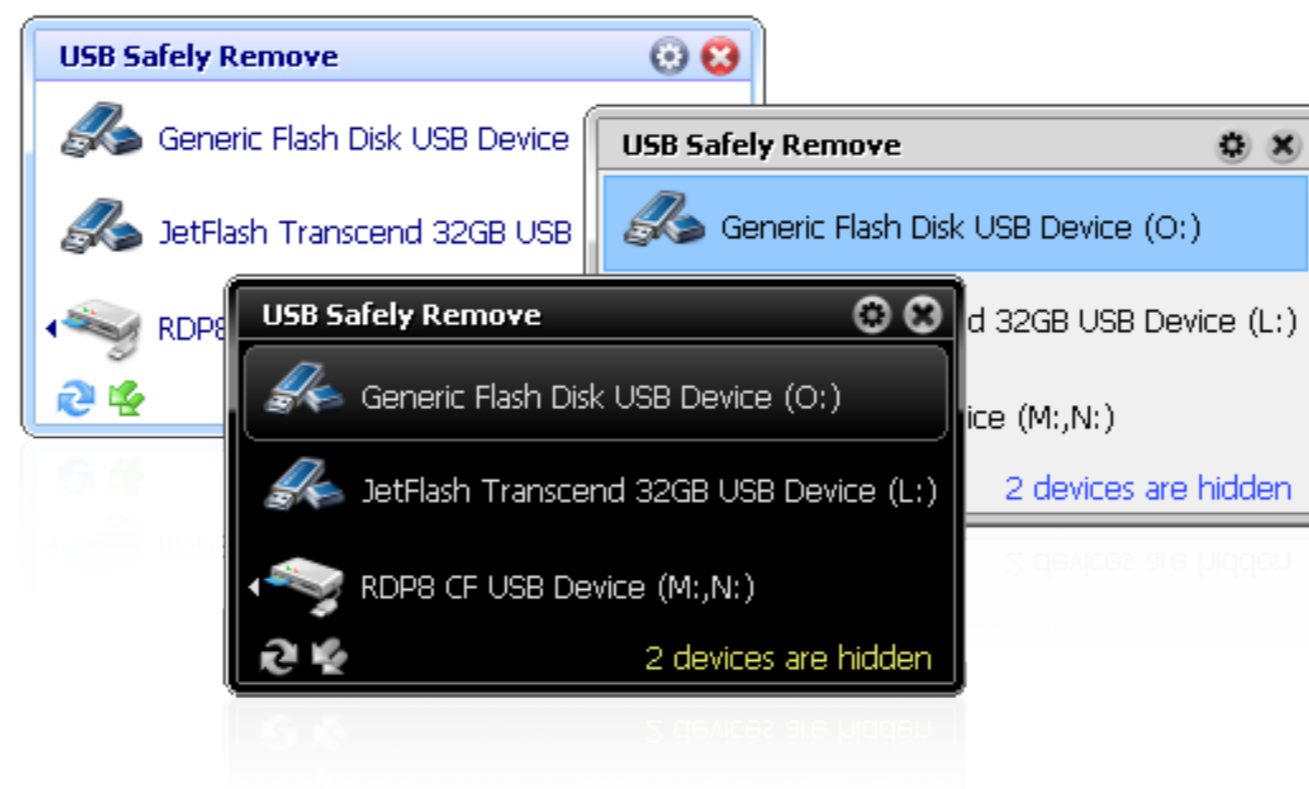 USB Safely Remove
Generic Flash Disk USB Device
JetFlash Transcend 32GB USB
RDP8
USB Safely Remove
Generic Flash Disk USB Device (O:)
d 32GB USB Device (L:)
ice (M:,N:)
2 devices are hidden
USB Safely Remove
Generic Flash Disk USB Device (O:)
JetFlash Transcend 32GB USB Device (L:)
RDP8 CF USB Device (M:,N:)
2 devices are hidden